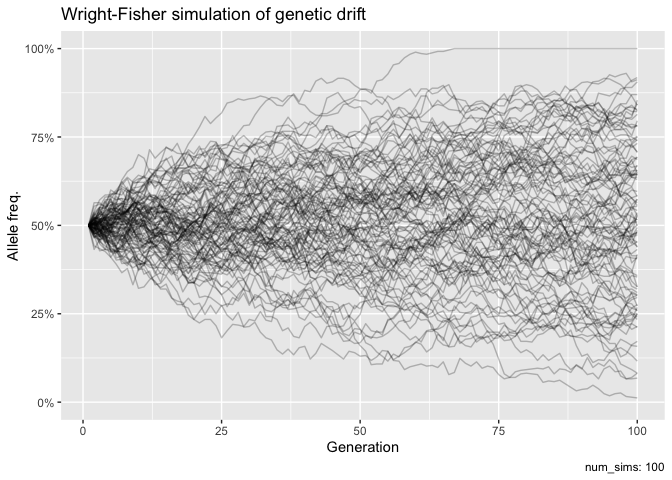 Wright-Fisher simulation of genetic drift
100%
75%
50%
25%
0%
Allele freq.
0 25 50 75 100
Generation
num_sims: 100